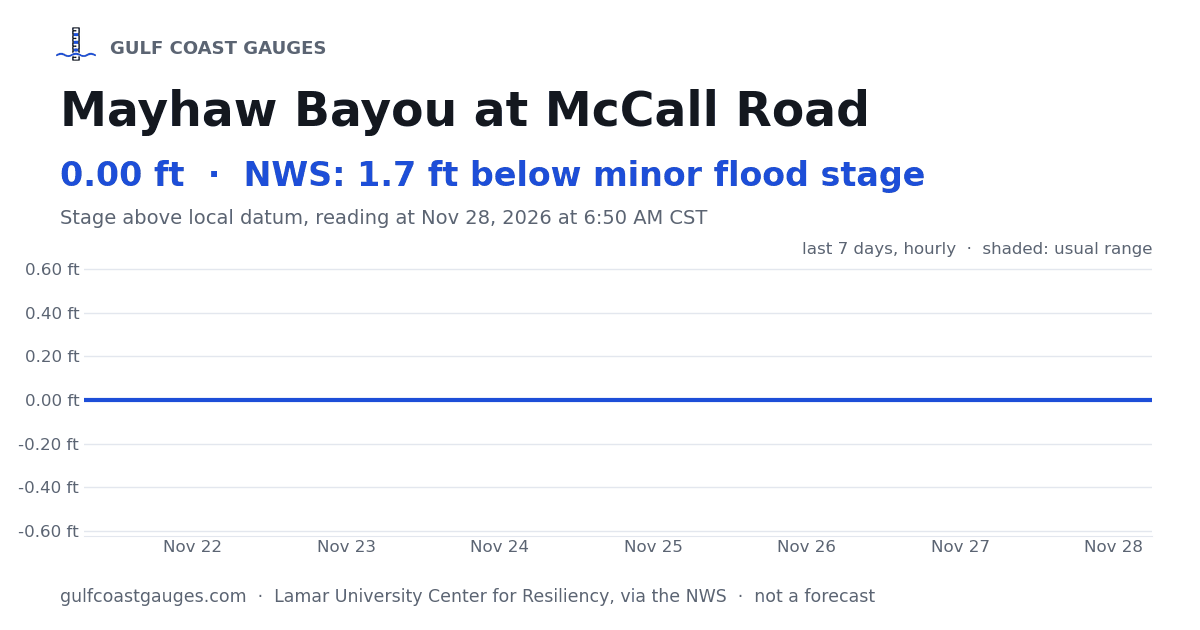 GULF COAST GAUGES
Mayhaw Bayou at McCall Road
0.00 ft · NWS: 1.7 ft below minor flood stage
Stage above local datum, reading at Nov 28, 2026 at 6:50 AM CST
last 7 days, hourly · shaded: usual range
0.60 ft
0.40 ft
0.20 ft
0.00 ft
-0.20 ft
-0.40 ft
-0.60 ft
Nov 22 Nov 23 Nov 24 Nov 25 Nov 26 Nov 27 Nov 28
gulfcoastgauges.com · Lamar University Center for Resiliency, via the NWS · not a forecast